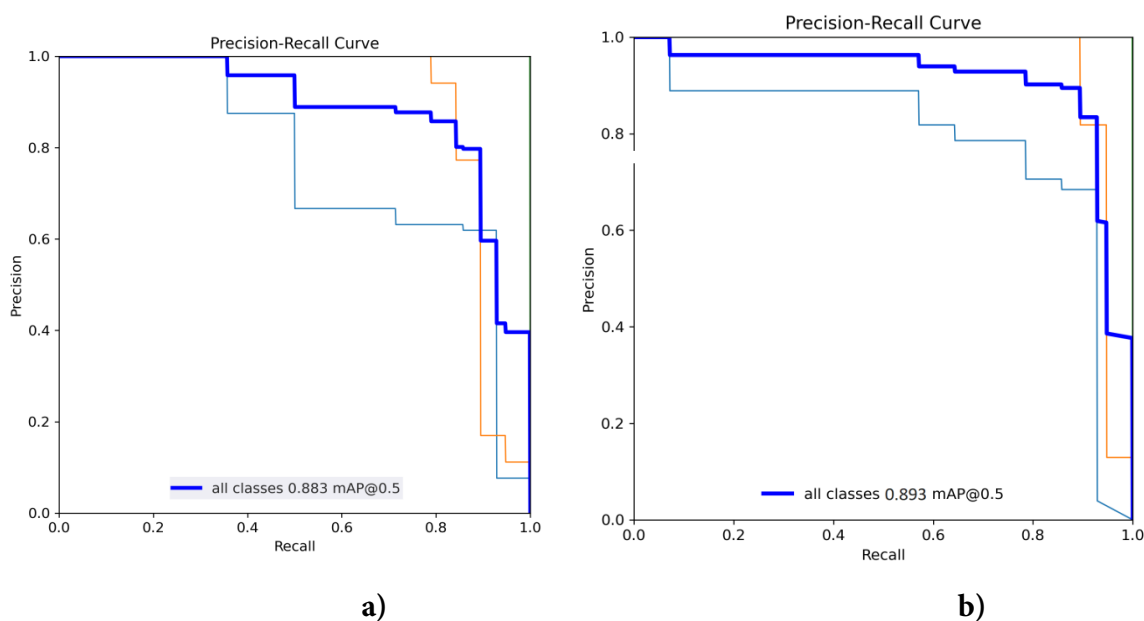 Precision-Recall Curve
1.0
0.8
0.6
0.4
0.2
0.0
Precision
all classes 0.883 mAP@0.5
0.0 0.2 0.4 0.6 0.8 1.0
Recall
a)
Precision-Recall Curve
1.0
0.8
0.6
0.4
0.2
0.0
Precision
all classes 0.893 mAP@0.5
0.0 0.2 0.4 0.6 0.8 1.0
Recall
b)